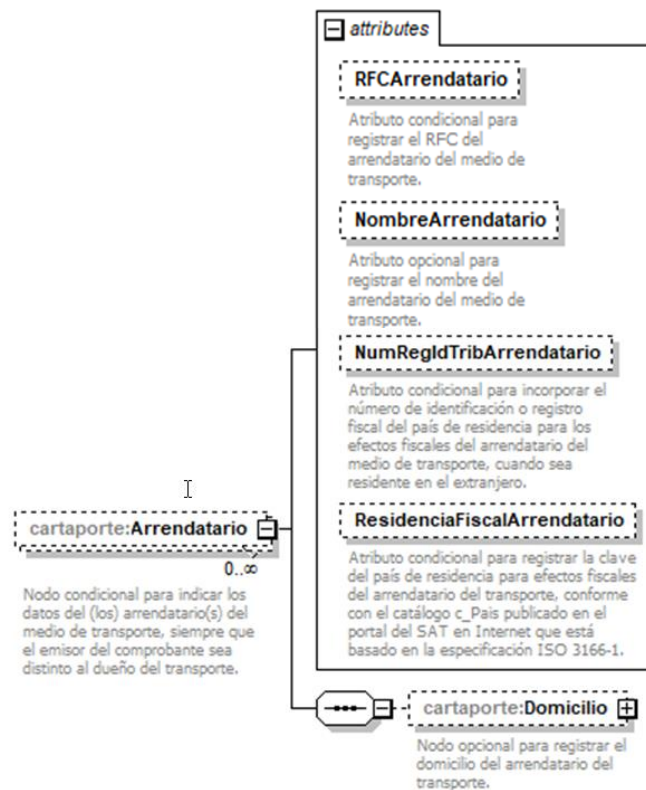 attributes
RFCArrendatario
Atributo condicional para
registrar el RFC del
arrendatario del medio de
transporte.
NombreArrendatario
Atributo opcional para
registrar el nombre del
arrendatario del medio de
transporte.
NumRegIdTribArrendatario
Atributo condicional para incorporar el
número de identificación o registro
fiscal del país de residencia para los
efectos fiscales del arrendatario del
medio de transporte, cuando sea
residente en el extranjero.
ResidenciaFiscalArrendatario
Atributo condicional para registrar la clave
del país de residencia para efectos fiscales
del arrendatario del transporte, conforme
con el catálogo c_Pais publicado en el
portal del SAT en Internet que está
basado en la especificación ISO 3166-1.
cartaporte:Arrendatario
0..∞
Nodo condicional para indicar los
datos del (los) arrendatario(s) del
medio de transporte, siempre que
el emisor del comprobante sea
distinto al dueño del transporte.
cartaporte:Domicilio
Nodo opcional para registrar el
domicilio del arrendatario del
transporte.